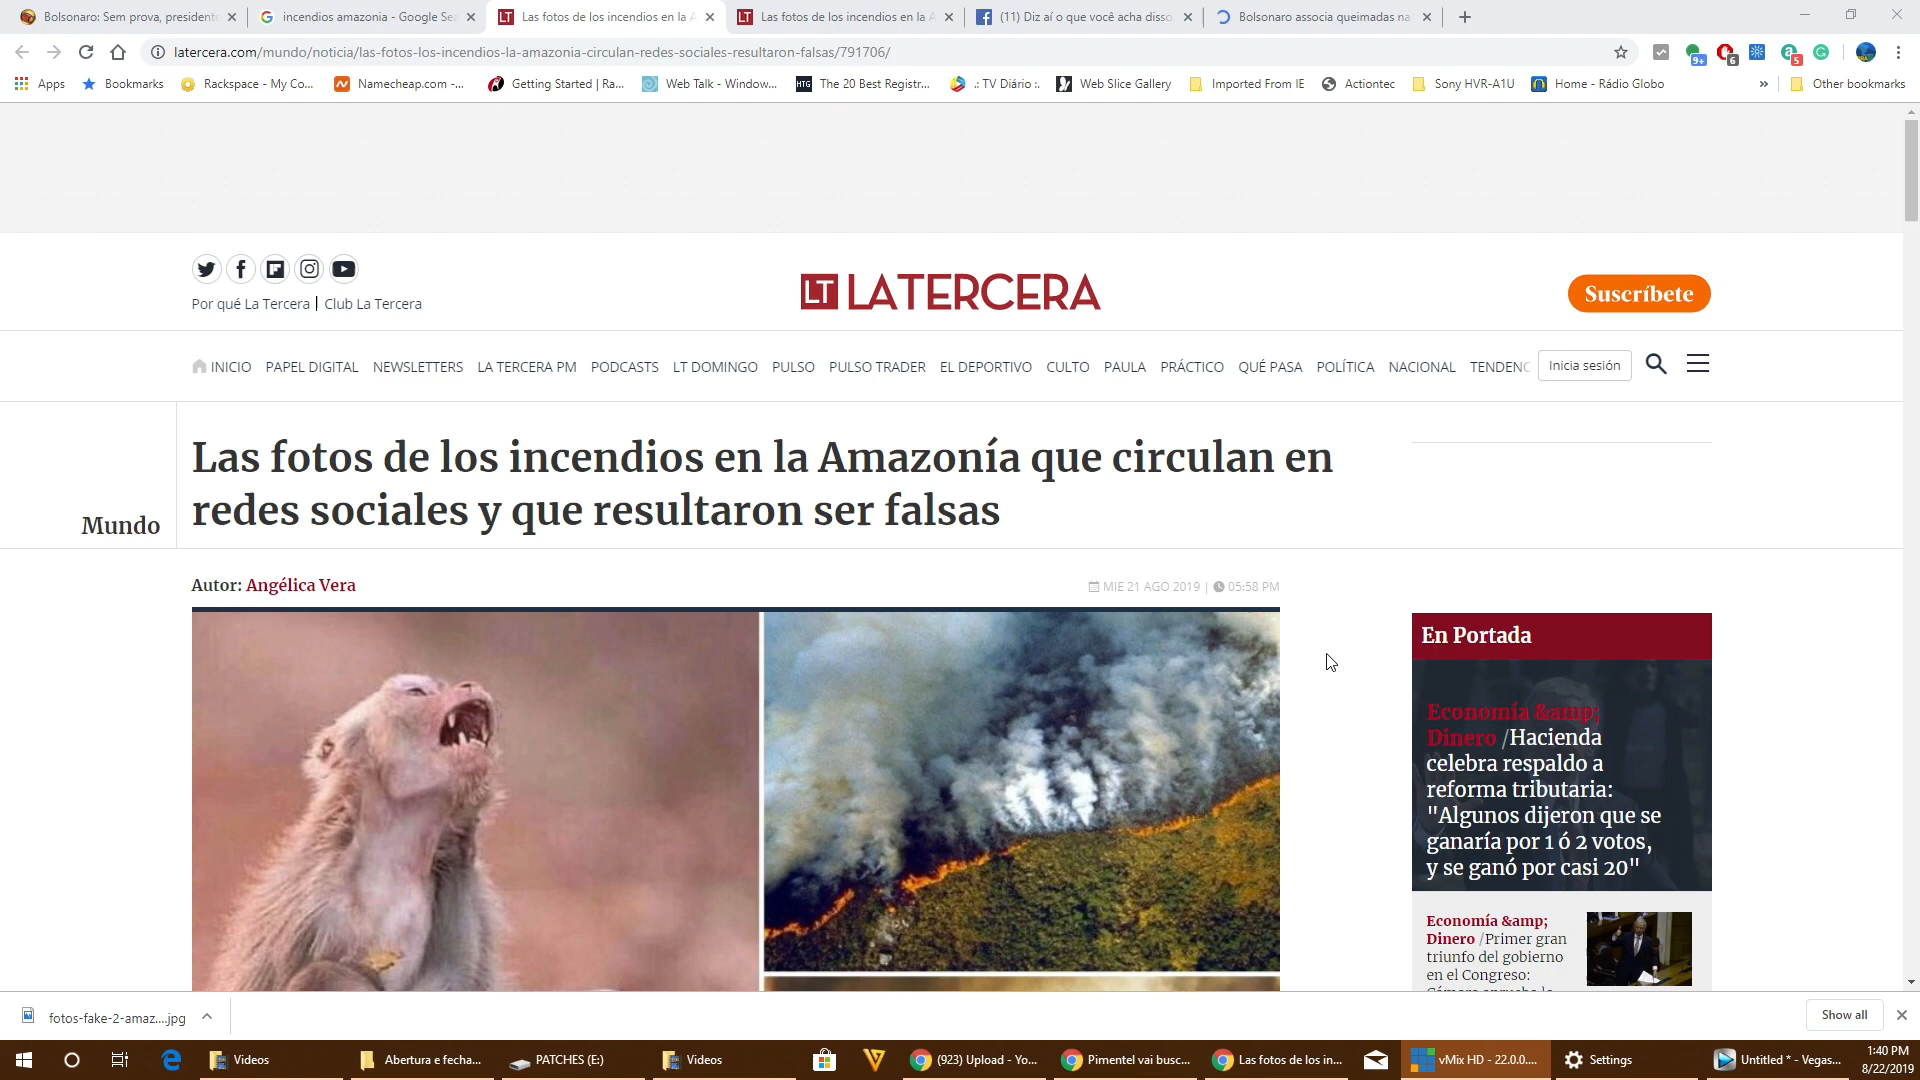 Bolsonaro: Sem prova, president
incendios amazonia - Google Sea
Las fotos de los incendios en la A
Las fotos de los incendios en la A
(11) Diz aí o que você acha disso
Bolsonaro associa queimadas na
latercera.com/mundo/noticia/las-fotos-los-incendios-la-amazonia-circulan-redes-sociales-resultaron-falsas/791706/
9+
6
5
Apps
Bookmarks
Rackspace - My Co...
Namecheap.com -...
Getting Started | Ra...
Web Talk - Window...
HTG
The 20 Best Registr...
.: TV Diário :.
Web Slice Gallery
Imported From IE
Actiontec
Sony HVR-A1U
Home - Rádio Globo
»
Other bookmarks
Por qué La Tercera | Club La Tercera
LT LATERCERA
Suscríbete
INICIO PAPEL DIGITAL NEWSLETTERS LA TERCERA PM PODCASTS LT DOMINGO PULSO PULSO TRADER EL DEPORTIVO CULTO PAULA PRÁCTICO QUÉ PASA POLÍTICA NACIONAL TENDENC
Inicia sesión
Mundo
Las fotos de los incendios en la Amazonía que circulan en
redes sociales y que resultaron ser falsas
Autor: Angélica Vera
MIE 21 AGO 2019 | 05:58 PM
En Portada
Economía &amp;
Dinero /Hacienda
celebra respaldo a
reforma tributaria:
"Algunos dijeron que se
ganaría por 1 ó 2 votos,
y se ganó por casi 20"
Economía &amp;
Dinero /Primer gran
triunfo del gobierno
en el Congreso:
fotos-fake-2-amaz....jpg
Show all
Videos
Abertura e fecha...
PATCHES (E:)
Videos
(923) Upload - Yo...
Pimentel vai busc...
Las fotos de los in...
vMix HD - 22.0.0....
Settings
Untitled * - Vegas...
1:40 PM
8/22/2019